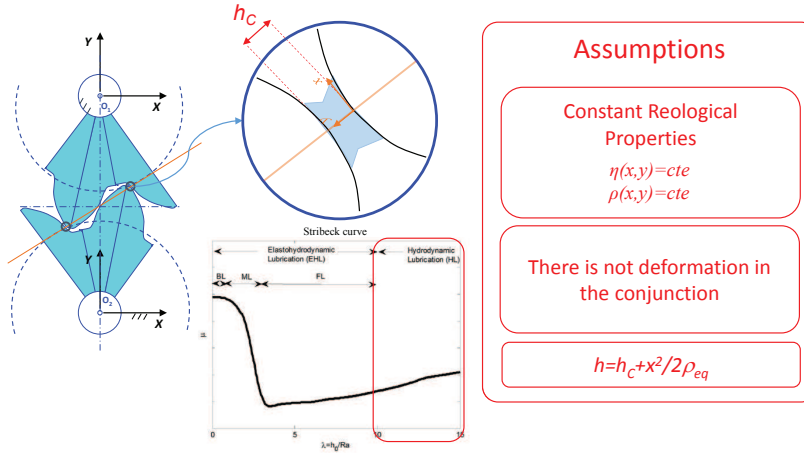 Y
X
O1
Y
O2
X
hC
x'
Stribeck curve
Elastohydrodynamic
Lubrication (EHL)
Hydrodynamic
Lubrication (HL)
BL
ML
FL
μ
0
5
10
15
λ=h0/Ra
Assumptions
Constant Reological
Properties
η(x,y)=cte
ρ(x,y)=cte
There is not deformation in
the conjunction
h=hC+x²/2ρeq